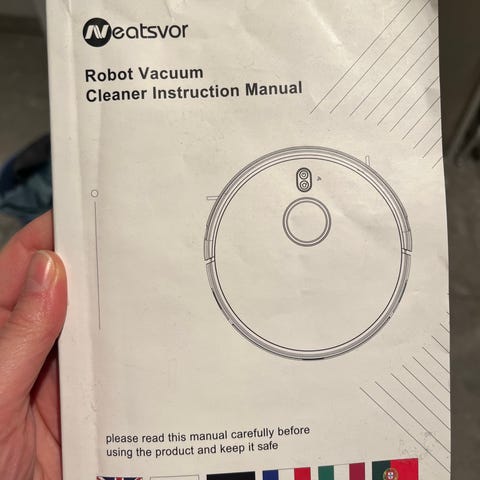 Neatsvor
Robot Vacuum
Cleaner Instruction Manual
please read this manual carefully before
using the product and keep it safe